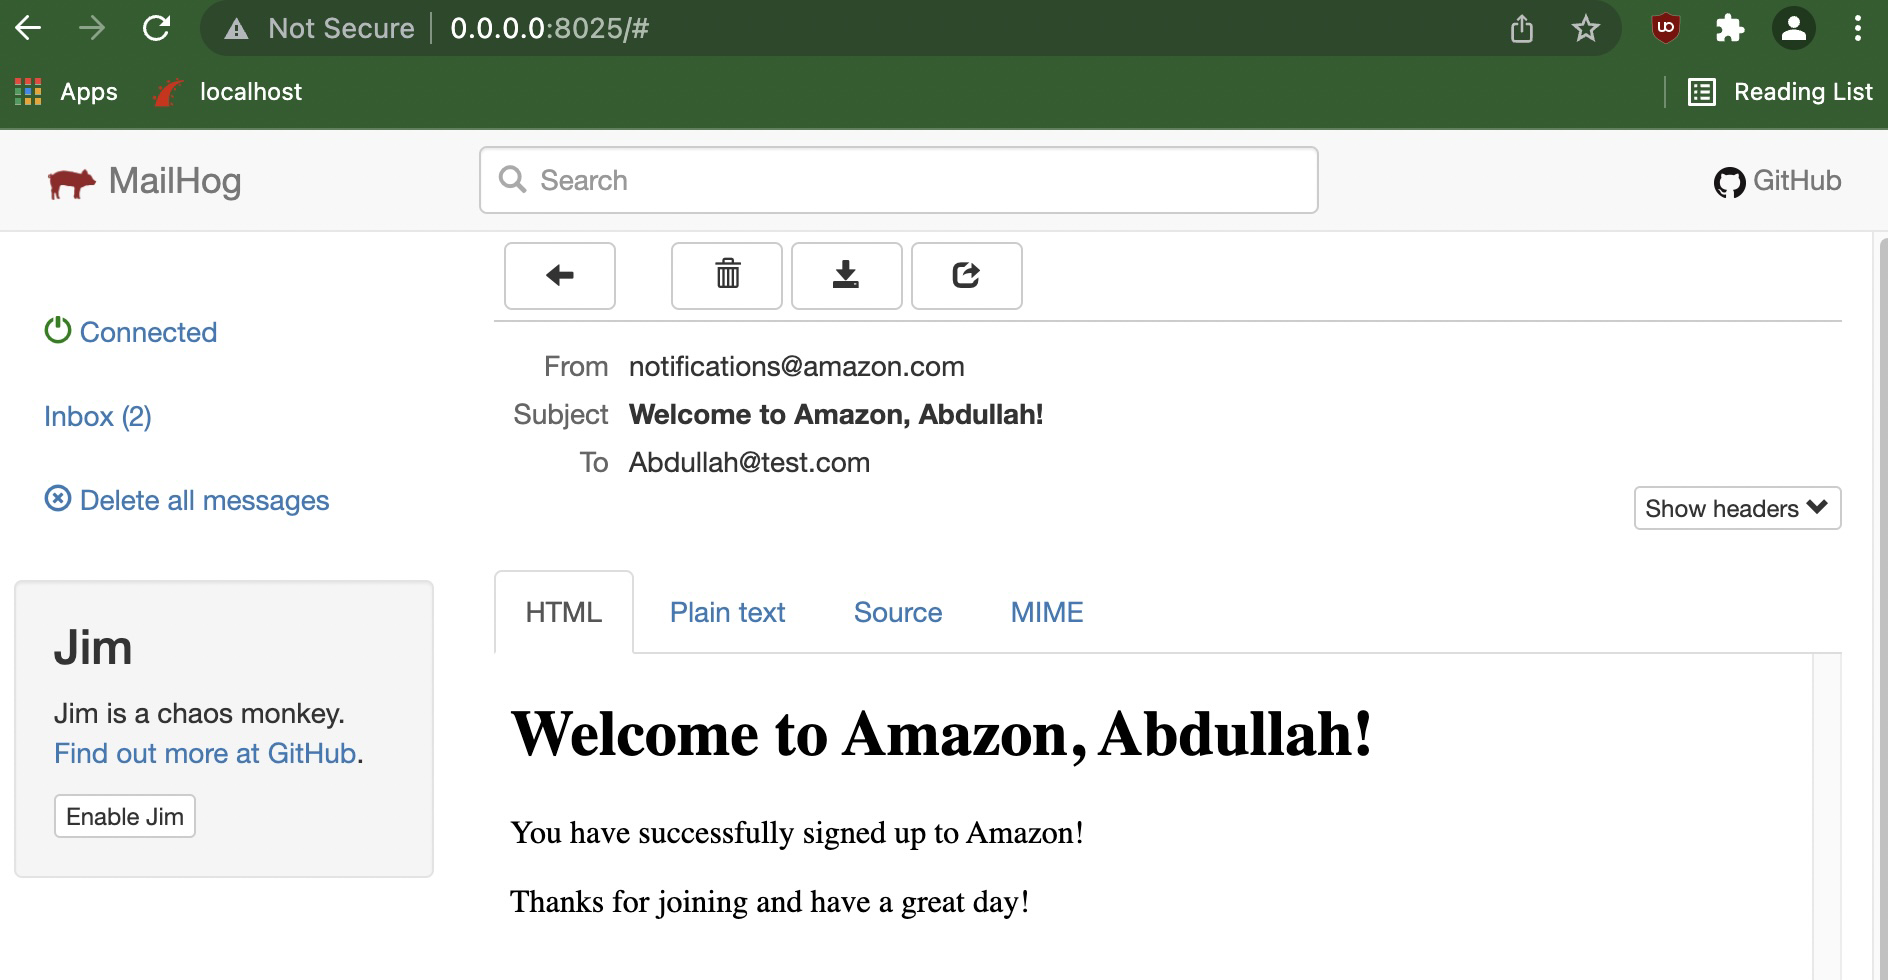 Not Secure 0.0.0.0:8025/#
Apps localhost Reading List
MailHog Search GitHub
Connected
Inbox (2)
Delete all messages
Jim
Jim is a chaos monkey.
Find out more at GitHub.
Enable Jim
From notifications@amazon.com
Subject Welcome to Amazon, Abdullah!
To Abdullah@test.com
Show headers
HTML Plain text Source MIME
Welcome to Amazon, Abdullah!
You have successfully signed up to Amazon!
Thanks for joining and have a great day!